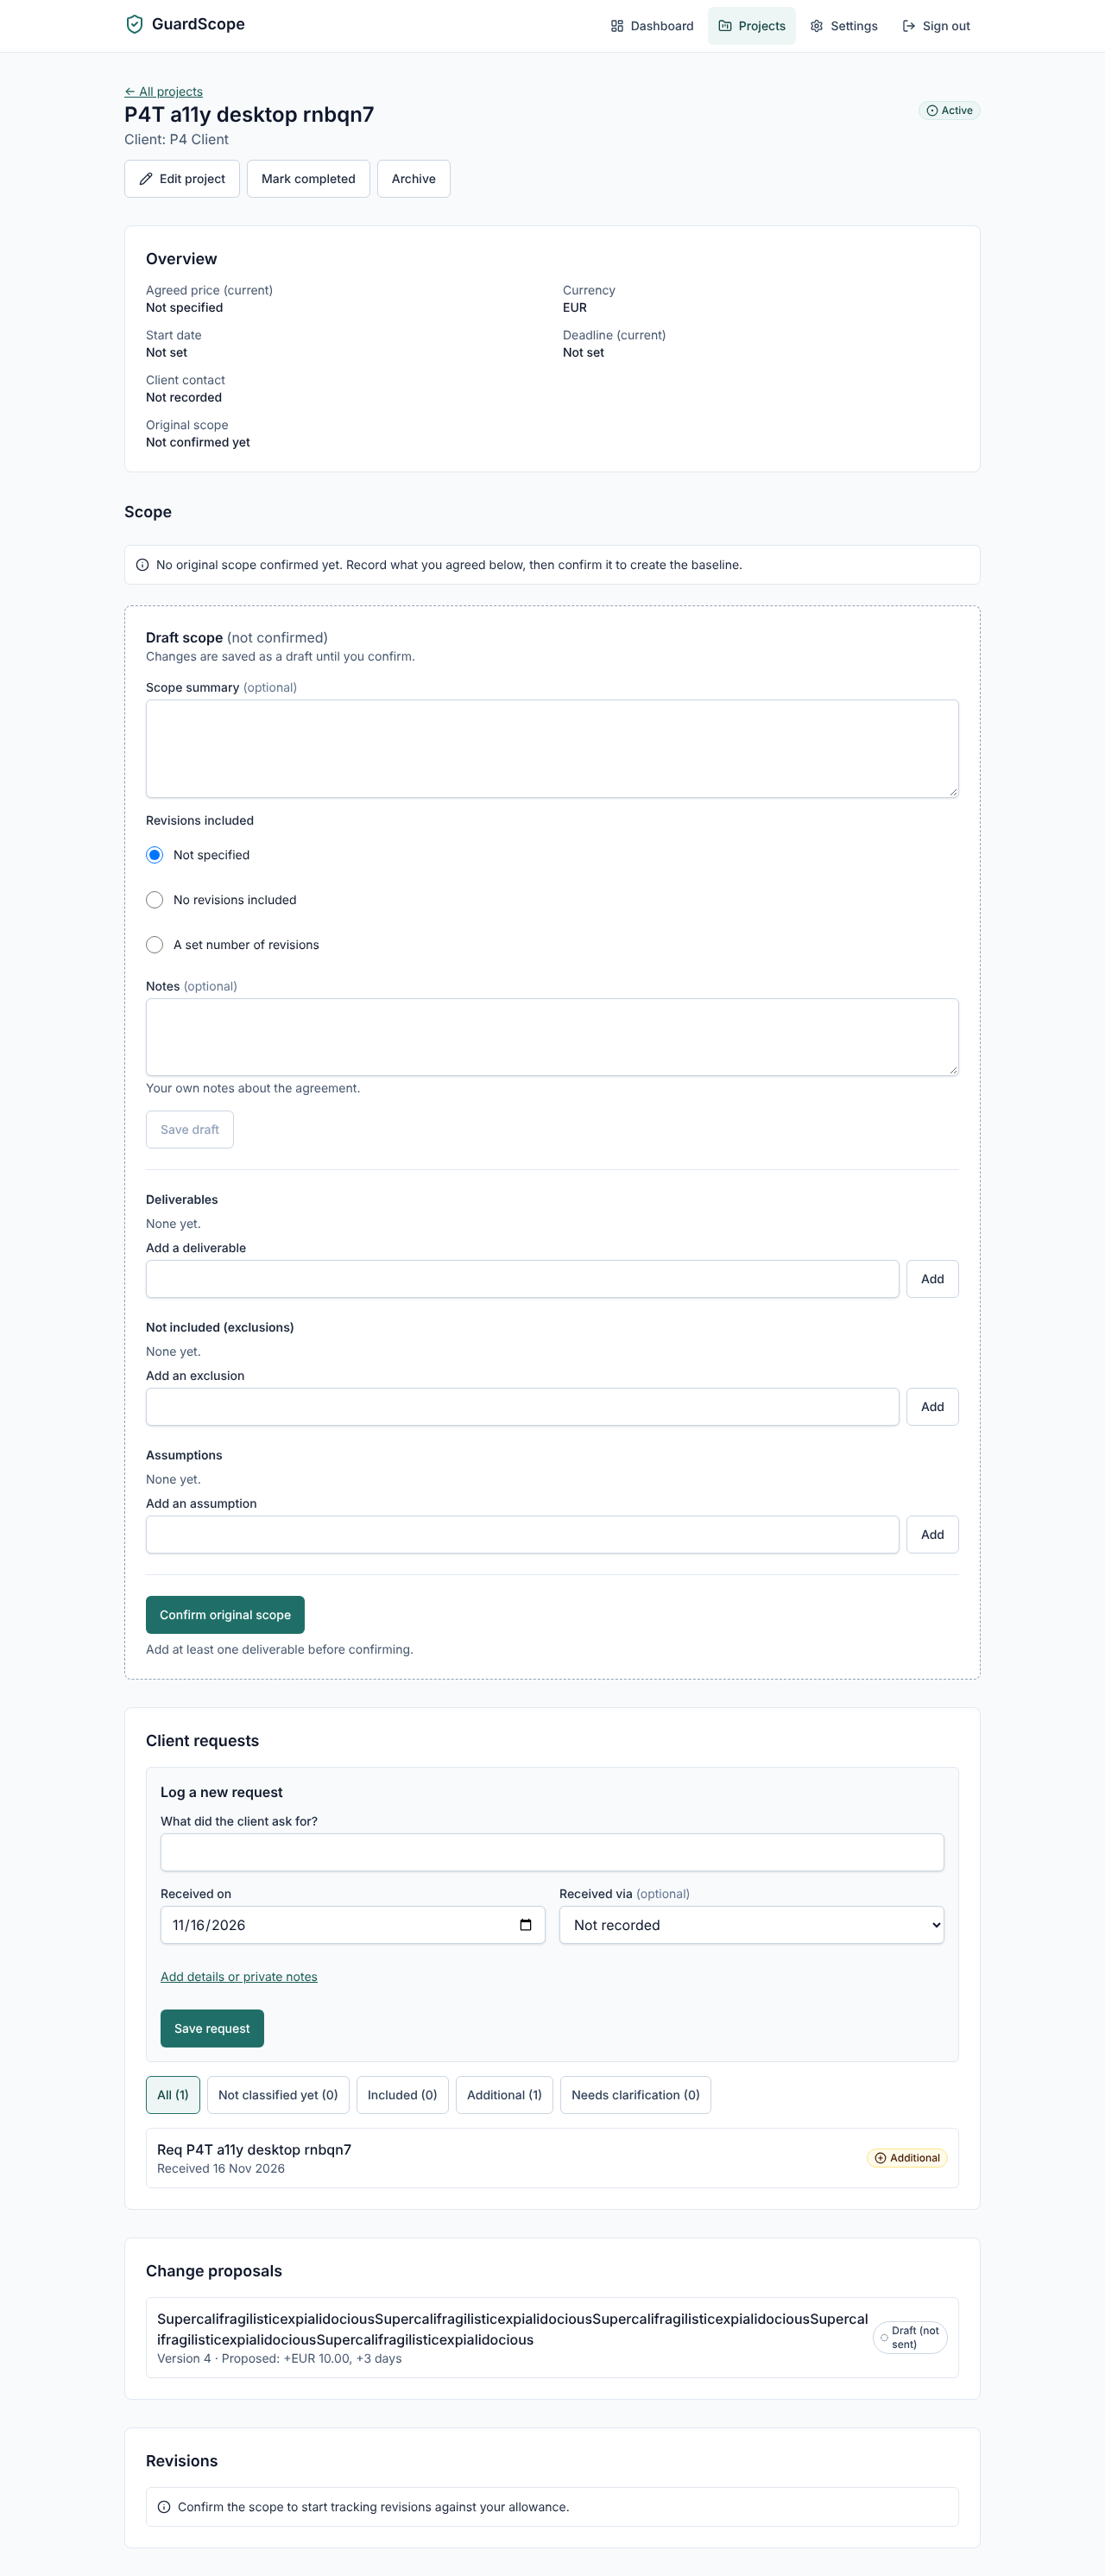 GuardScope
Dashboard
Projects
Settings
Sign out
← All projects
P4T a11y desktop rnbqn7
Active
Client: P4 Client
Edit project
Mark completed
Archive
Overview
Agreed price (current)
Not specified
Currency
EUR
Start date
Not set
Deadline (current)
Not set
Client contact
Not recorded
Original scope
Not confirmed yet
Scope
No original scope confirmed yet. Record what you agreed below, then confirm it to create the baseline.
Draft scope (not confirmed)
Changes are saved as a draft until you confirm.
Scope summary (optional)
Revisions included
Not specified
No revisions included
A set number of revisions
Notes (optional)
Your own notes about the agreement.
Save draft
Deliverables
None yet.
Add a deliverable
Add
Not included (exclusions)
None yet.
Add an exclusion
Add
Assumptions
None yet.
Add an assumption
Add
Confirm original scope
Add at least one deliverable before confirming.
Client requests
Log a new request
What did the client ask for?
Received on
11/16/2026
Received via (optional)
Not recorded
Add details or private notes
Save request
All (1)
Not classified yet (0)
Included (0)
Additional (1)
Needs clarification (0)
Req P4T a11y desktop rnbqn7
Received 16 Nov 2026
Additional
Change proposals
SupercalifragilisticexpialidociousSupercalifragilisticexpialidociousSupercalifragilisticexpialidociousSupercal
ifragilisticexpialidociousSupercalifragilisticexpialidocious
Version 4 · Proposed: +EUR 10.00, +3 days
Draft (not
sent)
Revisions
Confirm the scope to start tracking revisions against your allowance.